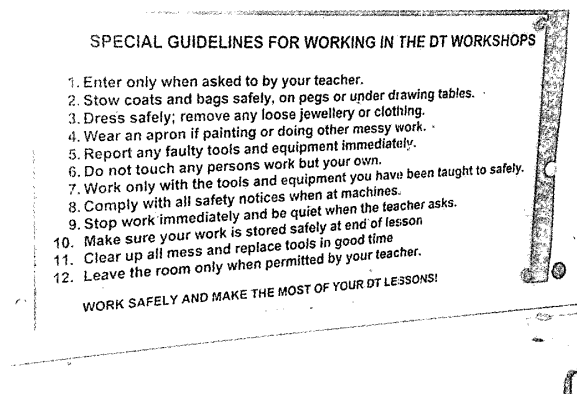 SPECIAL GUIDELINES FOR WORKING IN THE DT WORKSHOPS
1. Enter only when asked to by your teacher.
2. Stow coats and bags safely, on pegs or under drawing tables.
3. Dress safely; remove any loose jewellery or clothing.
4. Wear an apron if painting or doing other messy work.
5. Report any faulty tools and equipment immediately.
6. Do not touch any persons work but your own.
7. Work only with the tools and equipment you have been taught to safely.
8. Comply with all safety notices when at machines.
9. Stop work immediately and be quiet when the teacher asks.
10. Make sure your work is stored safely at end of lesson
11. Clear up all mess and replace tools in good time
12. Leave the room only when permitted by your teacher.
WORK SAFELY AND MAKE THE MOST OF YOUR DT LESSONS!